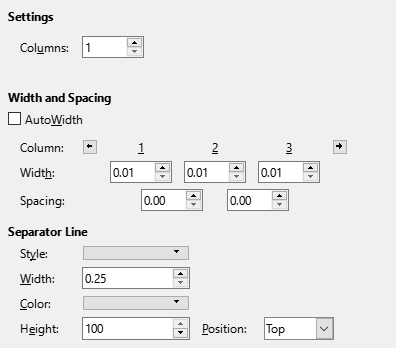 Settings
Columns: 1
Width and Spacing
AutoWidth
Column: 1 2 3
Width: 0.01 0.01 0.01
Spacing: 0.00 0.00
Separator Line
Style:
Width: 0.25
Color:
Height: 100 Position: Top